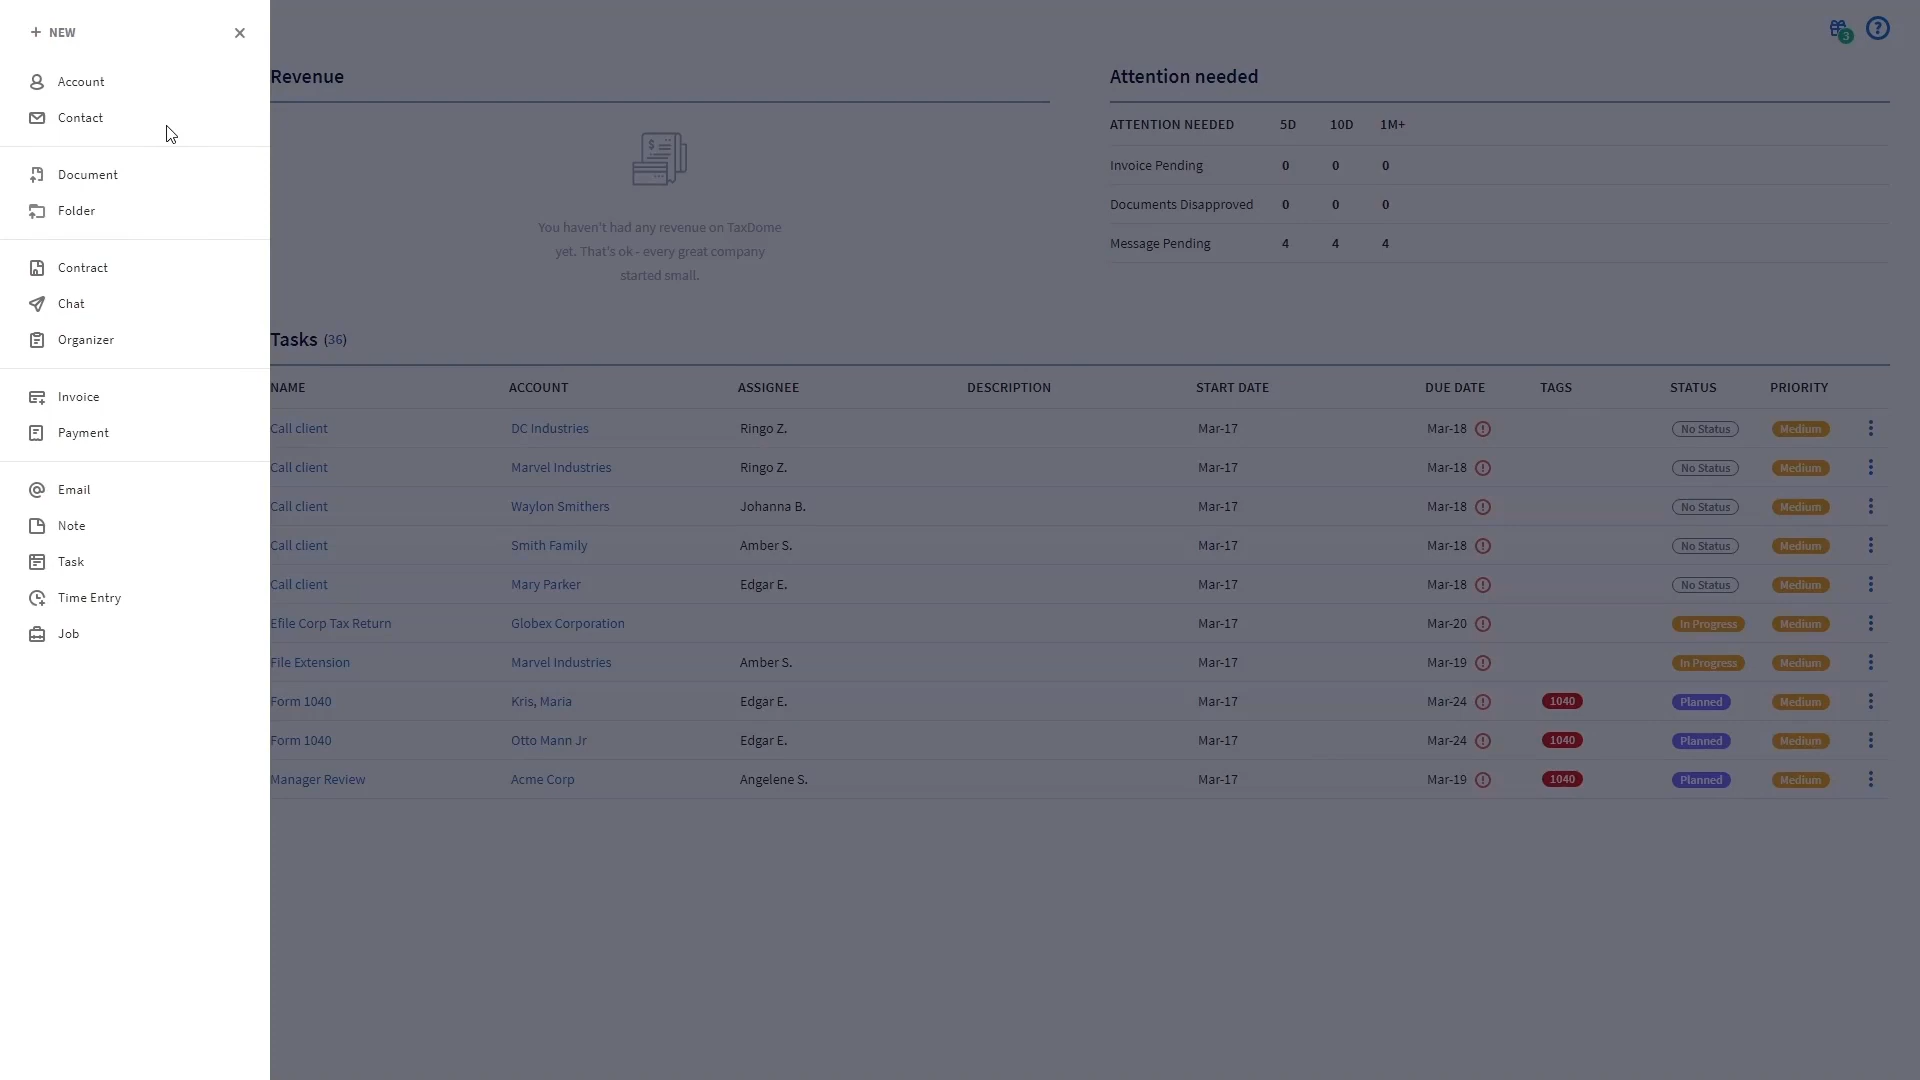 + NEW
Account
Contact
Document
Folder
Contract
Chat
Organizer
Invoice
Payment
Email
Note
Task
Time Entry
Job
3 ?
Revenue
$
You haven't had any revenue on TaxDome
yet. That's ok - every great company
started small.
Attention needed
ATTENTION NEEDED 5D 10D 1M+
Invoice Pending 0 0 0
Documents Disapproved 0 0 0
Message Pending 4 4 4
Tasks (36)
NAME ACCOUNT ASSIGNEE DESCRIPTION START DATE DUE DATE TAGS STATUS PRIORITY
Call client DC Industries Ringo Z. Mar-17 Mar-18 No Status Medium
Call client Marvel Industries Ringo Z. Mar-17 Mar-18 No Status Medium
Call client Waylon Smithers Johanna B. Mar-17 Mar-18 No Status Medium
Call client Smith Family Amber S. Mar-17 Mar-18 No Status Medium
Call client Mary Parker Edgar E. Mar-17 Mar-18 No Status Medium
Efile Corp Tax Return Globex Corporation Mar-17 Mar-20 In Progress Medium
File Extension Marvel Industries Amber S. Mar-17 Mar-19 In Progress Medium
Form 1040 Kris, Maria Edgar E. Mar-17 Mar-24 1040 Planned Medium
Form 1040 Otto Mann Jr Edgar E. Mar-17 Mar-24 1040 Planned Medium
Manager Review Acme Corp Angelene S. Mar-17 Mar-19 1040 Planned Medium